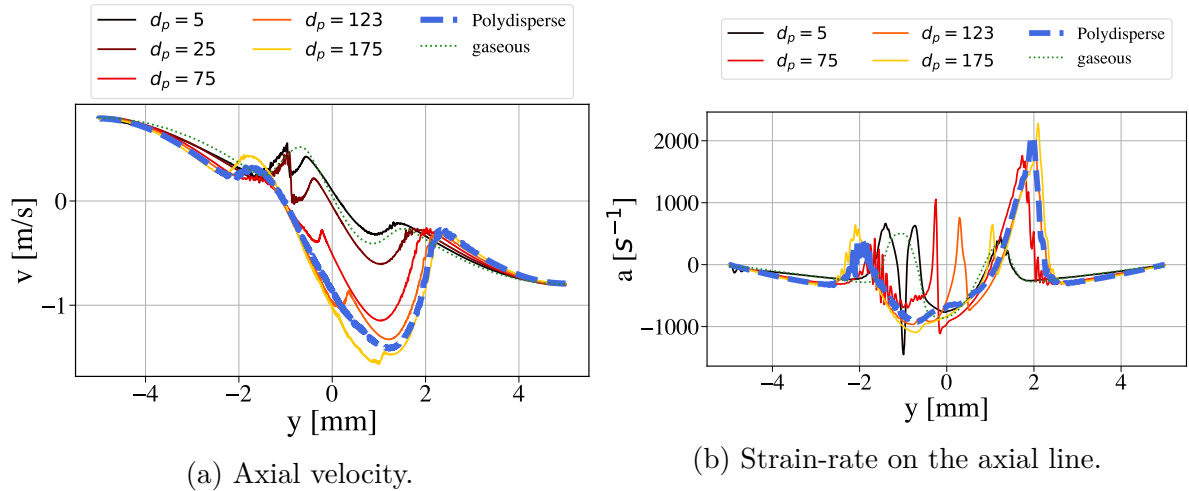 d_p = 5
d_p = 25
d_p = 75
d_p = 123
d_p = 175
Polydisperse
gaseous
v [m/s]
0
−1
−4
−2
0
2
4
y [mm]
(a) Axial velocity.
d_p = 5
d_p = 75
d_p = 123
d_p = 175
Polydisperse
gaseous
a [s^{-1}]
2000
1000
0
−1000
−4
−2
0
2
4
y [mm]
(b) Strain-rate on the axial line.